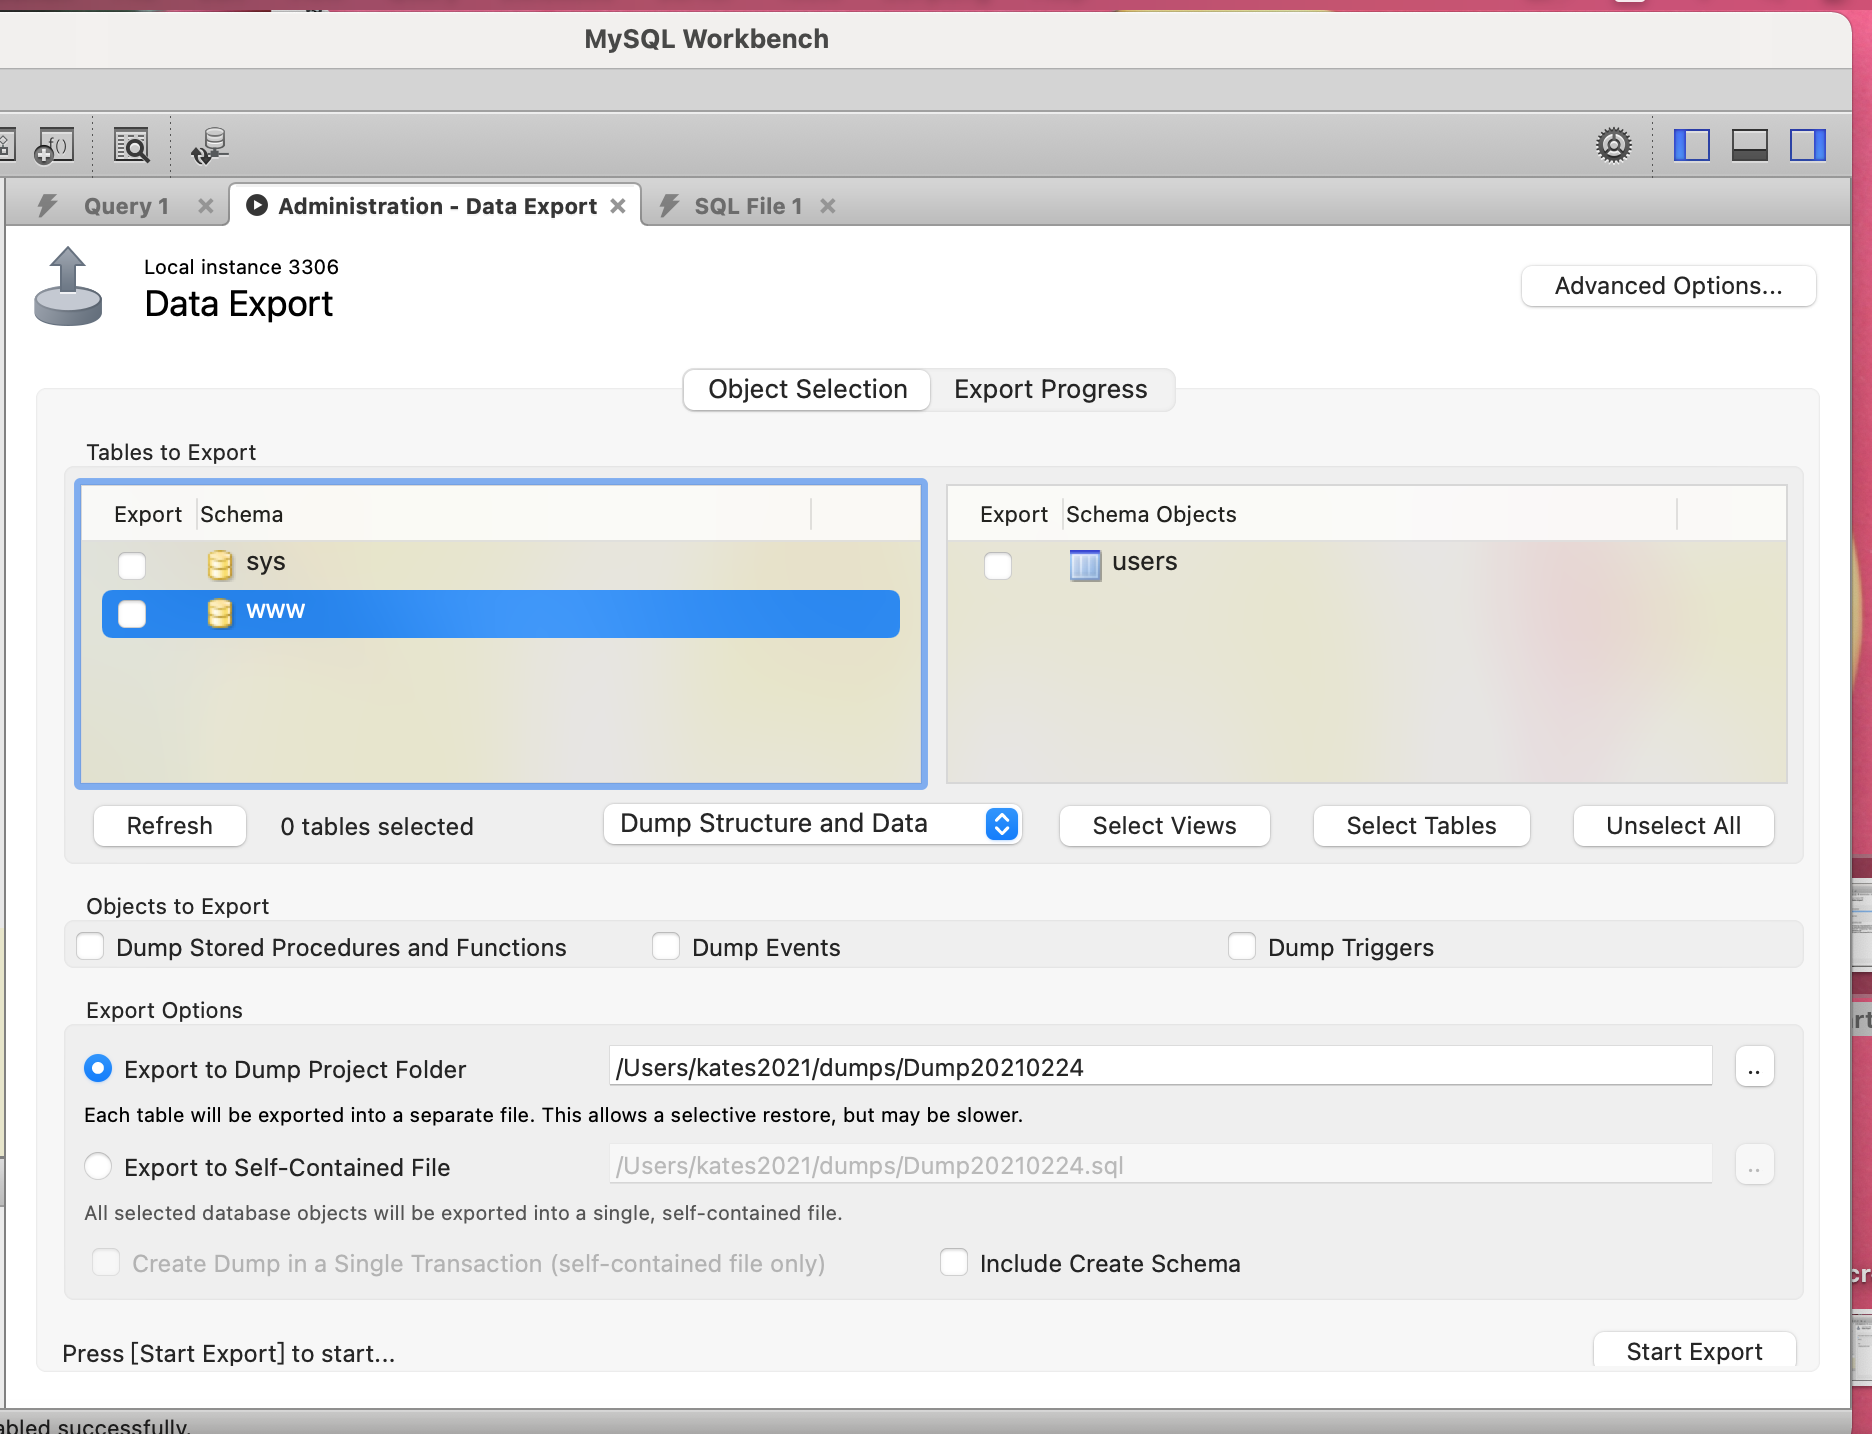 MySQL Workbench
f()
Query 1
Administration - Data Export
SQL File 1
Local instance 3306
Data Export
Advanced Options...
Object Selection
Export Progress
Tables to Export
Export Schema
Export Schema Objects
sys
users
www
Refresh
0 tables selected
Dump Structure and Data
Select Views
Select Tables
Unselect All
Objects to Export
Dump Stored Procedures and Functions
Dump Events
Dump Triggers
Export Options
Export to Dump Project Folder
/Users/kates2021/dumps/Dump20210224
..
Each table will be exported into a separate file. This allows a selective restore, but may be slower.
Export to Self-Contained File
/Users/kates2021/dumps/Dump20210224.sql
..
All selected database objects will be exported into a single, self-contained file.
Create Dump in a Single Transaction (self-contained file only)
Include Create Schema
Press [Start Export] to start...
Start Export
successfully.